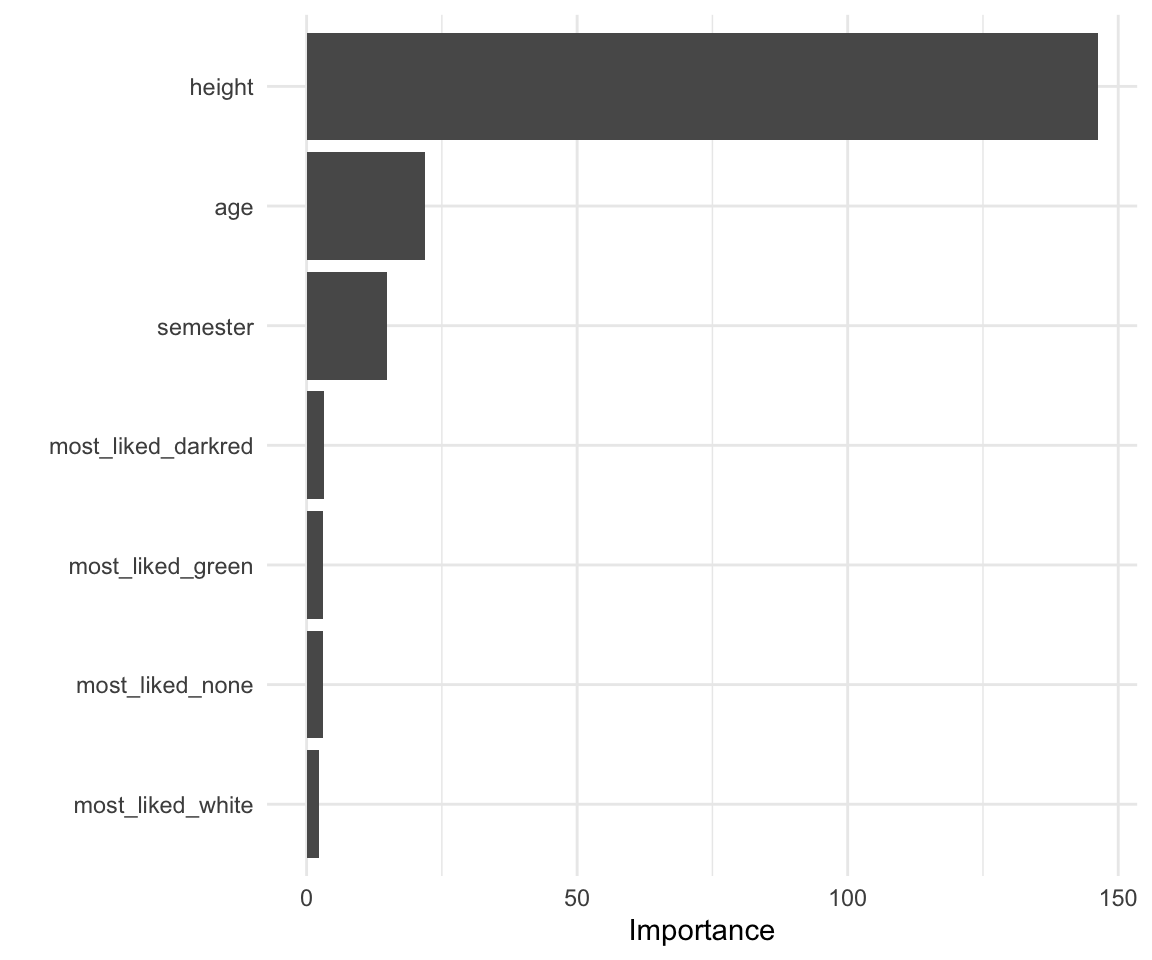 height
age
semester
most_liked_darkred
most_liked_green
most_liked_none
most_liked_white
0 50 100 150
Importance